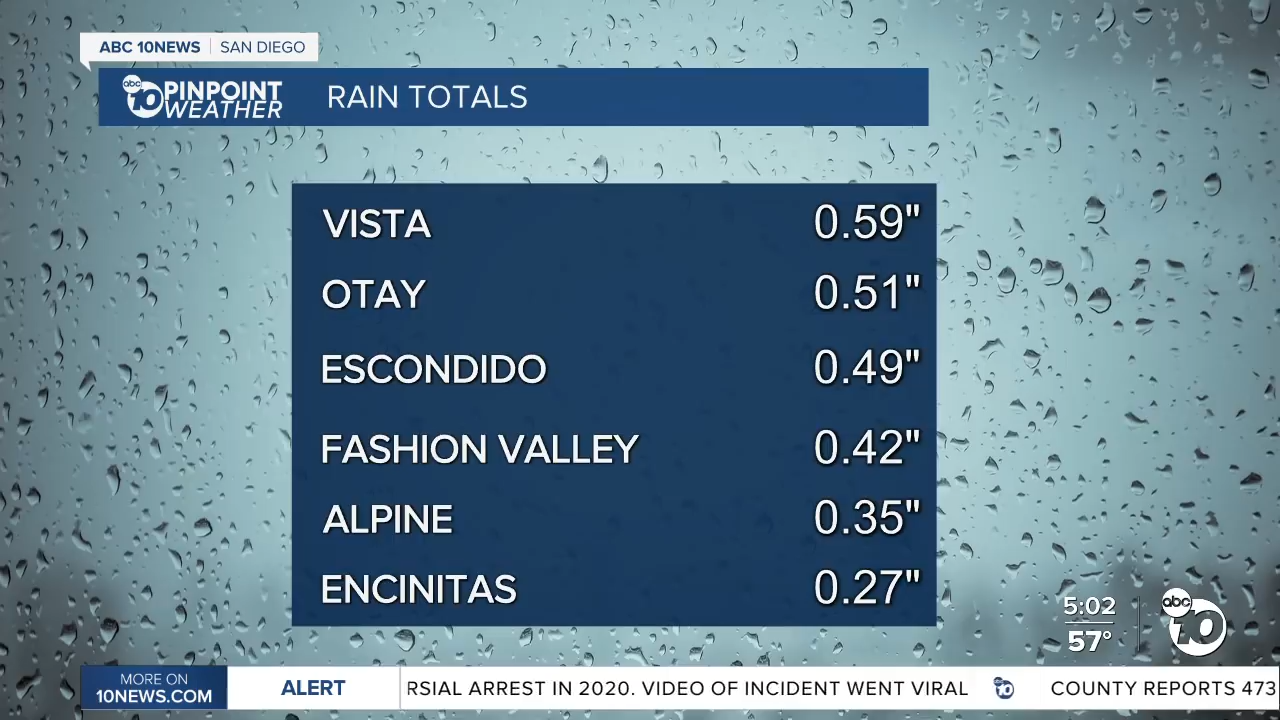 ABC 10NEWS | SAN DIEGO
abc 10 PINPOINT WEATHER
RAIN TOTALS
VISTA 0.59"
OTAY 0.51"
ESCONDIDO 0.49"
FASHION VALLEY 0.42"
ALPINE 0.35"
ENCINITAS 0.27"
5:02
57°
abc 10
MORE ON
10NEWS.COM
ALERT
RSIAL ARREST IN 2020. VIDEO OF INCIDENT WENT VIRAL abc 10 COUNTY REPORTS 473